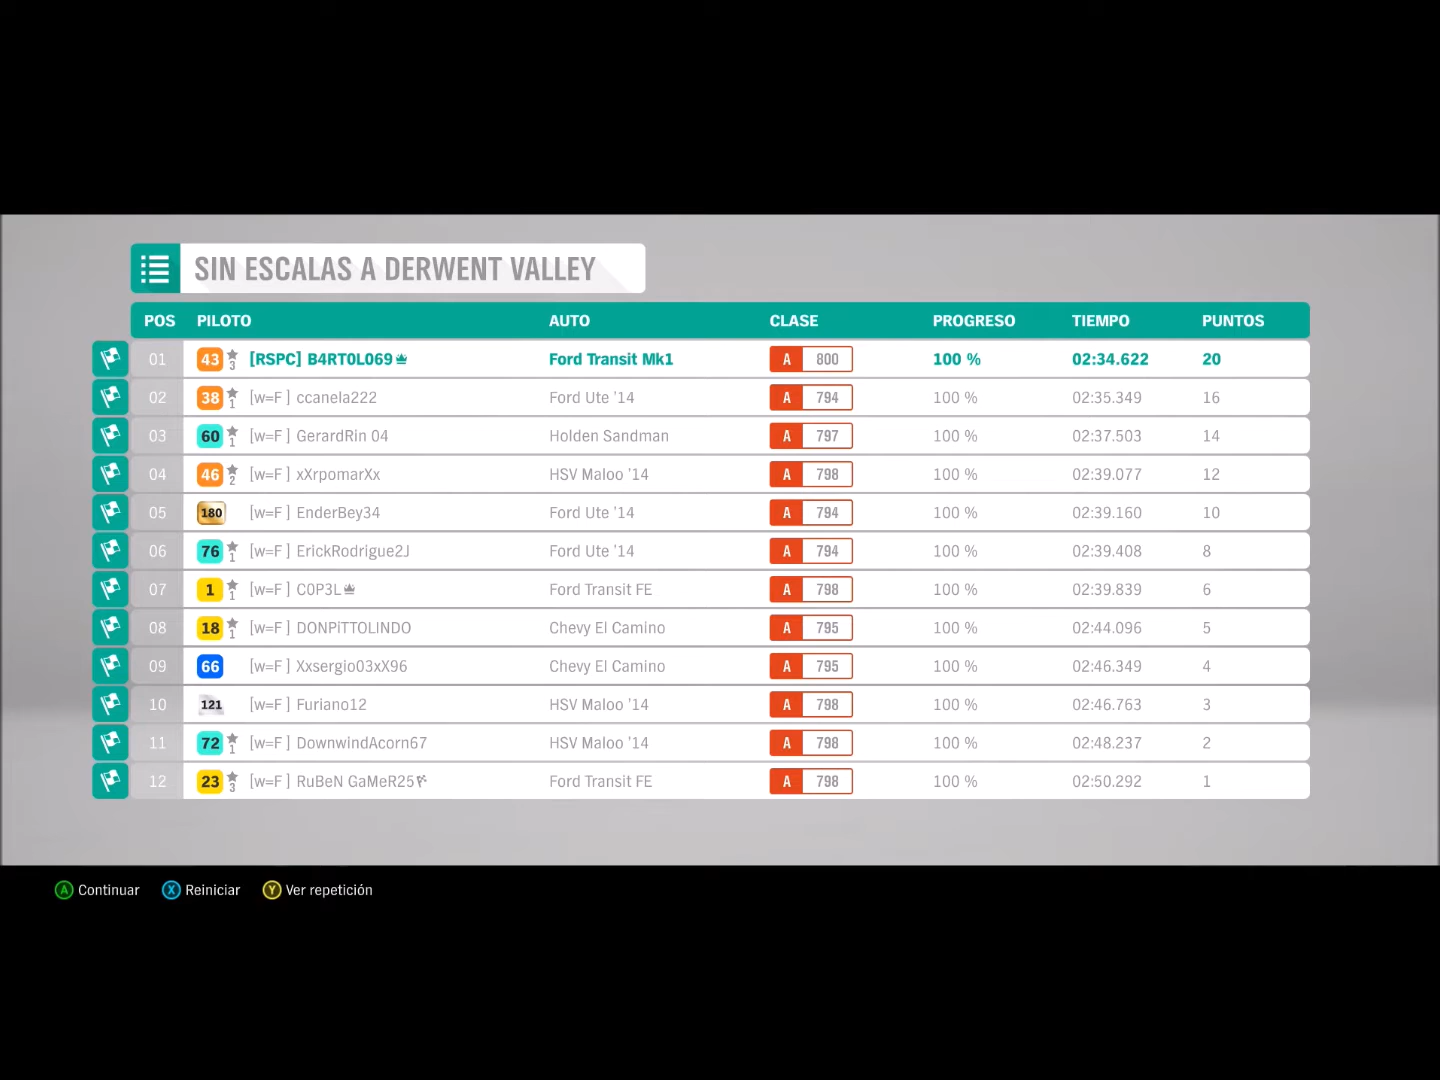 SIN ESCALAS A DERWENT VALLEY
POS PILOTO AUTO CLASE PROGRESO TIEMPO PUNTOS
01 43 3 [RSPC] B4RT0L069 Ford Transit Mk1 A 800 100 % 02:34.622 20
02 38 1 [w=F ] ccanela222 Ford Ute '14 A 794 100 % 02:35.349 16
03 60 1 [w=F ] GerardRin 04 Holden Sandman A 797 100 % 02:37.503 14
04 46 2 [w=F ] xXrpomarXx HSV Maloo '14 A 798 100 % 02:39.077 12
05 180 [w=F ] EnderBey34 Ford Ute '14 A 794 100 % 02:39.160 10
06 76 1 [w=F ] ErickRodrigue2J Ford Ute '14 A 794 100 % 02:39.408 8
07 1 1 [w=F ] C0P3L Ford Transit FE A 798 100 % 02:39.839 6
08 18 1 [w=F ] DONPiTTOLINDO Chevy El Camino A 795 100 % 02:44.096 5
09 66 [w=F ] Xxsergio03xX96 Chevy El Camino A 795 100 % 02:46.349 4
10 121 [w=F ] Furiano12 HSV Maloo '14 A 798 100 % 02:46.763 3
11 72 1 [w=F ] DownwindAcorn67 HSV Maloo '14 A 798 100 % 02:48.237 2
12 23 3 [w=F ] RuBeN GaMeR25 Ford Transit FE A 798 100 % 02:50.292 1
A Continuar X Reiniciar Y Ver repetición